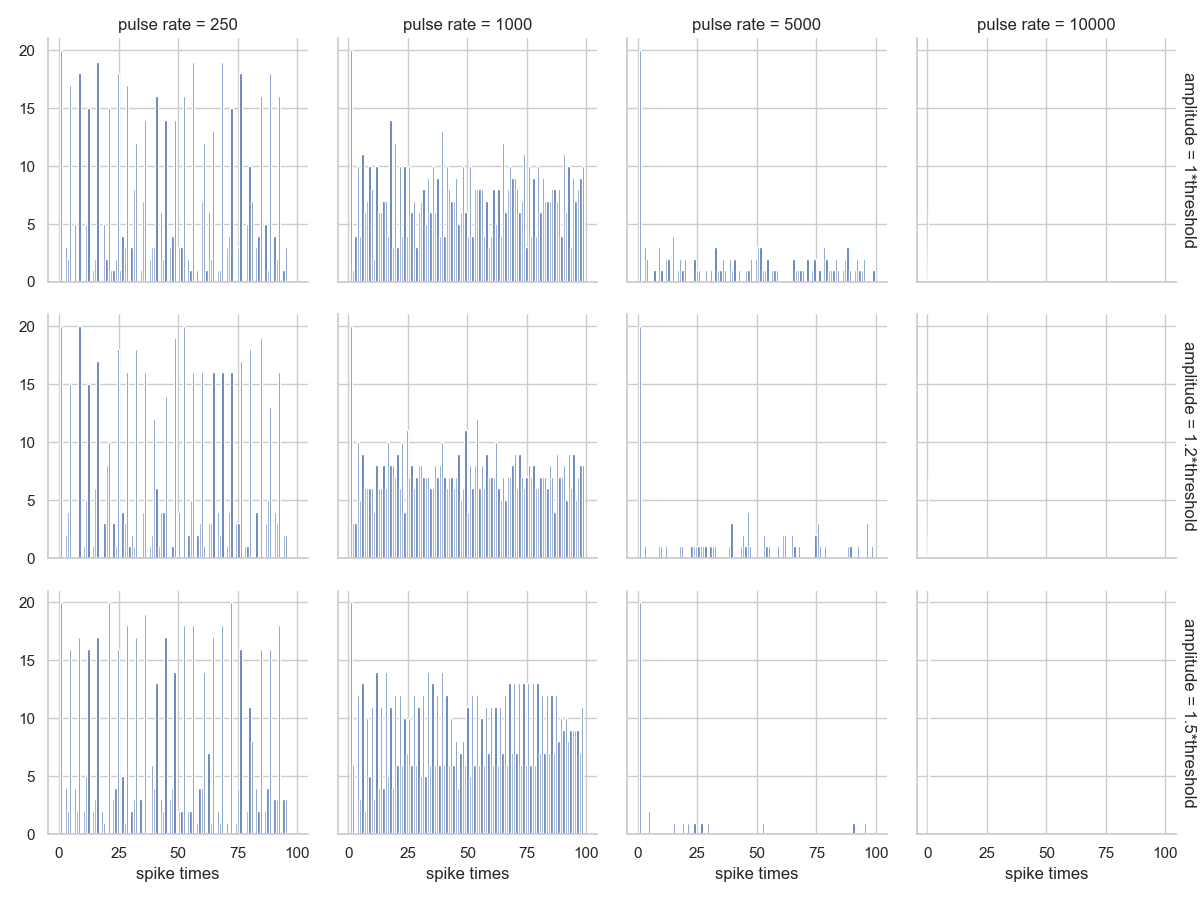 pulse rate = 250
pulse rate = 1000
pulse rate = 5000
pulse rate = 10000
20
15
10
5
0
amplitude = 1*threshold
20
15
10
5
0
amplitude = 1.2*threshold
20
15
10
5
0
amplitude = 1.5*threshold
0 25 50 75 100
0 25 50 75 100
0 25 50 75 100
0 25 50 75 100
spike times
spike times
spike times
spike times